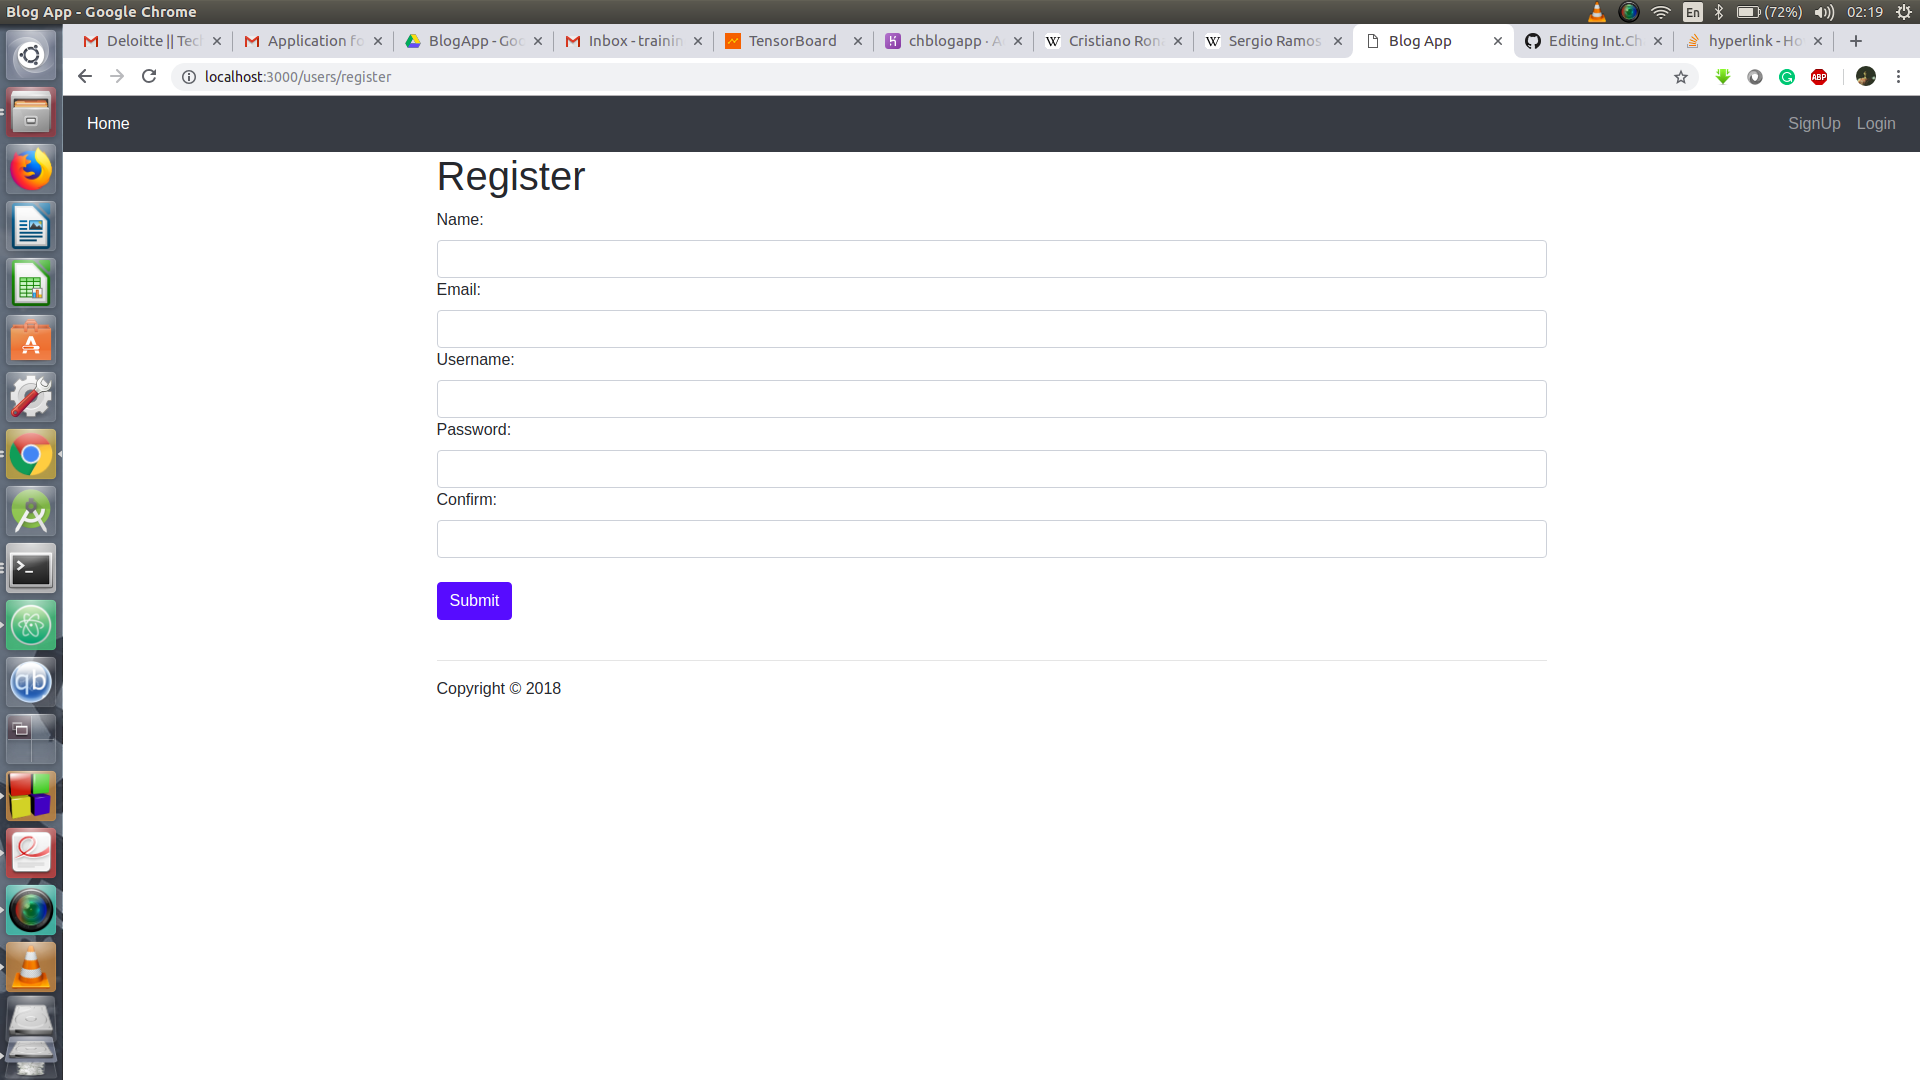 Blog App - Google Chrome
En
(72%)
02:19
Deloitte || Tec
Application fo
BlogApp - Goo
Inbox - trainin
TensorBoard
chblogapp · A
Cristiano Ron
Sergio Ramos
Blog App
Editing Int.Ch
hyperlink - Ho
localhost:3000/users/register
ABP
Home
SignUp
Login
Register
Name:
Email:
Username:
Password:
Confirm:
Submit
Copyright © 2018
qb